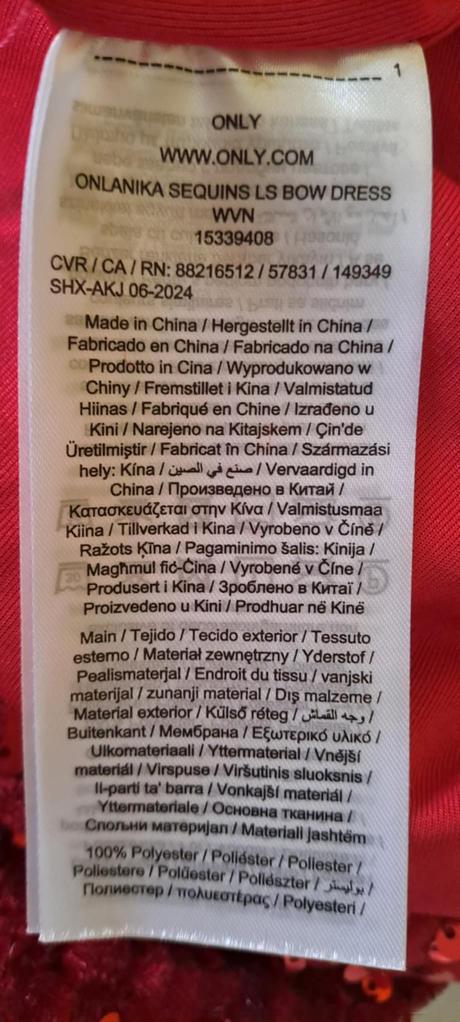 1
ONLY
WWW.ONLY.COM
ONLANIKA SEQUINS LS BOW DRESS
WVN
15339408
CVR / CA / RN: 88216512 / 57831 / 149349
SHX-AKJ 06-2024
Made in China / Hergestellt in China /
Fabricado en China / Fabricado na China /
Prodotto in Cina / Wyprodukowano w
Chiny / Fremstillet i Kina / Valmistatud
Hiinas / Fabriqué en Chine / Izrađeno u
Kini / Narejeno na Kitajskem / Çin'de
Üretilmiştir / Fabricat în China / Származási
hely: Kína / صنع في الصين / Vervaardigd in
China / Произведено в Китай /
Κατασκευάζεται στην Κίνα / Valmistusmaa
Kiina / Tillverkad i Kina / Vyrobeno v Číně /
Ražots Ķīna / Pagaminimo šalis: Kinija /
Magħmul fiċ-Ċina / Vyrobené v Číne /
Produsert i Kina / Зроблено в Китаї /
Proizvedeno u Kini / Prodhuar në Kinë
Main / Tejido / Tecido exterior / Tessuto
esterno / Materiał zewnętrzny / Yderstof /
Pealismaterjal / Endroit du tissu / vanjski
materijal / zunanji material / Dış malzeme /
Material exterior / Külső réteg / وجه القماش /
Buitenkant / Мембрана / Εξωτερικό υλικό /
Ulkomateriaali / Yttermaterial / Vnější
materiál / Virspuse / Viršutinis sluoksnis /
Il-parti ta' barra / Vonkajší materiál /
Yttermateriale / Основна тканина /
Спољни материјал / Materiali jashtëm
100% Polyester / Poliéster / Poliester /
Poliestere / Polüester / Poliészter / بوليستر /
Полиестер / πολυεστέρας / Polyesteri /